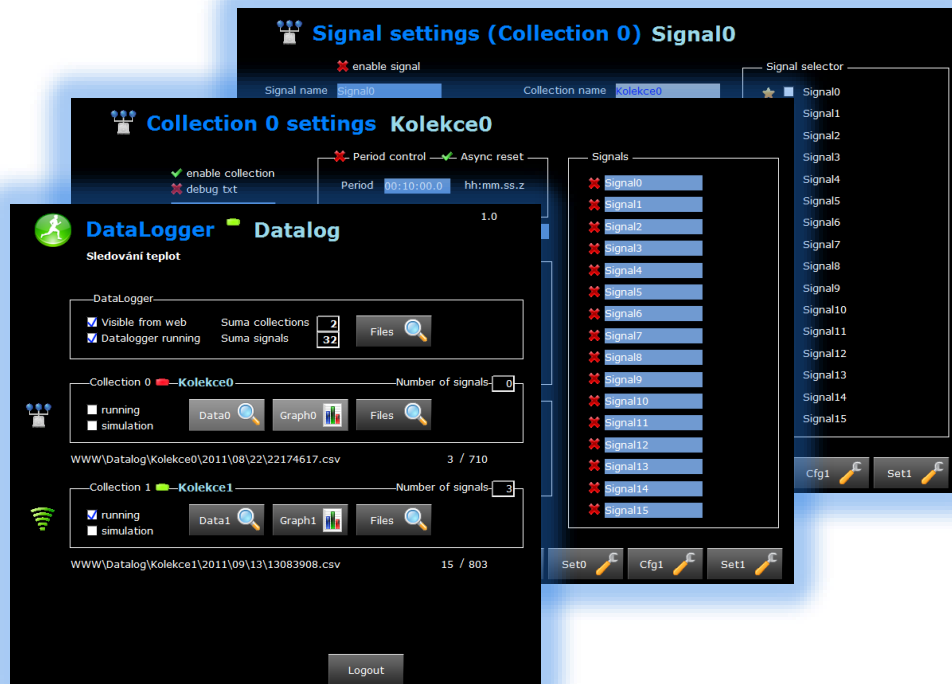 Signal settings (Collection 0) Signal0
enable signal
Signal name Signal0 Collection name Kolekce0
Signal selector
Signal0
Signal1
Signal2
Signal3
Signal4
Signal5
Signal6
Signal7
Signal8
Signal9
Signal10
Signal11
Signal12
Signal13
Signal14
Signal15
Cfg1 Set1
Collection 0 settings Kolekce0
enable collection
debug txt
Period control Async reset
Period 00:10:00.0 hh:mm.ss.z
1.0
Signals
Signal0
Signal1
Signal2
Signal3
Signal4
Signal5
Signal6
Signal7
Signal8
Signal9
Signal10
Signal11
Signal12
Signal13
Signal14
Signal15
Set0 Cfg1 Set1
DataLogger Datalog
Sledování teplot
DataLogger
Visible from web Suma collections 2
Datalogger running Suma signals 32
Files
Collection 0 Kolekce0 Number of signals 0
running
simulation
Data0 Graph0 Files
WWW\Datalog\Kolekce0\2011\08\22\22174617.csv 3 / 710
Collection 1 Kolekce1 Number of signals 3
running
simulation
Data1 Graph1 Files
WWW\Datalog\Kolekce1\2011\09\13\13083908.csv 15 / 803
Logout